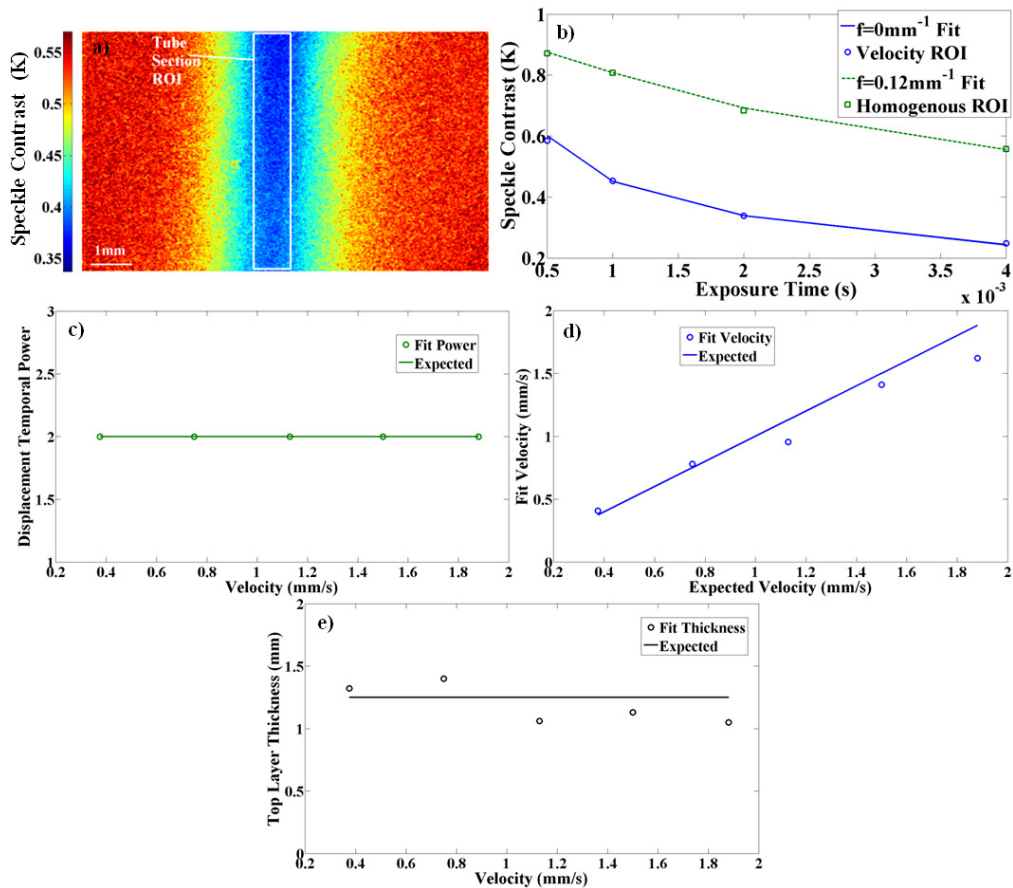 a)
Tube
Section
ROI
1mm
Speckle Contrast (K)
0.55
0.5
0.45
0.4
0.35
b)
f=0mm⁻¹ Fit
Velocity ROI
f=0.12mm⁻¹ Fit
Homogenous ROI
Speckle Contrast (K)
1
0.8
0.6
0.4
0.2
0.5 1 1.5 2 2.5 3 3.5 4
Exposure Time (s)
x 10⁻³
c)
Fit Power
Expected
Displacement Temporal Power
3
2.5
2
1.5
1
0.2 0.4 0.6 0.8 1 1.2 1.4 1.6 1.8 2
Velocity (mm/s)
d)
Fit Velocity
Expected
Fit Velocity (mm/s)
2
1.5
1
0.5
0
0.2 0.4 0.6 0.8 1 1.2 1.4 1.6 1.8 2
Expected Velocity (mm/s)
e)
Fit Thickness
Expected
Top Layer Thickness (mm)
2
1.5
1
0.5
0
0.2 0.4 0.6 0.8 1 1.2 1.4 1.6 1.8 2
Velocity (mm/s)